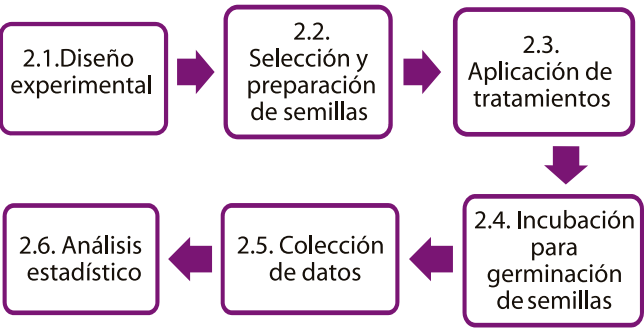 2.1.Diseño
experimental
2.2.
Selección y
preparación
de semillas
2.3.
Aplicación de
tratamientos
2.4. Incubación
para
germinación
de semillas
2.5. Colección
de datos
2.6. Análisis
estadístico